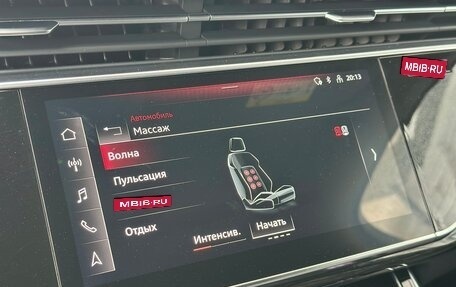 MBIB.RU
20:13
Автомобиль
Массаж
Волна
Пульсация
MBIB.RU
Отдых
Интенсив.
Начать